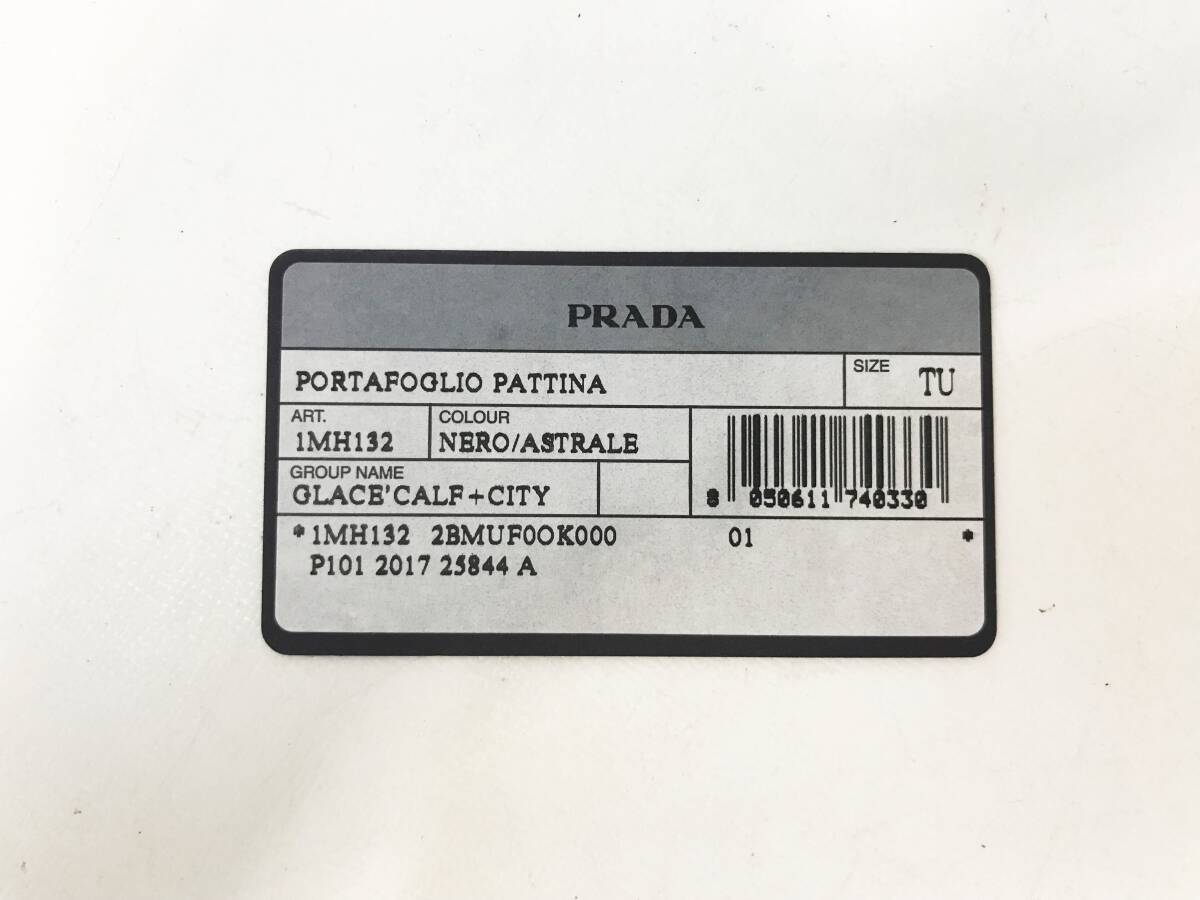 PRADA
PORTAFOGLIO PATTINA
SIZE
TU
ART.
1MH132
COLOUR
NERO/ASTRALE
GROUP NAME
GLACE'CALF+CITY
8 050611 740330
*1MH132 2BMUF0OK000 01 *
P101 2017 25844 A